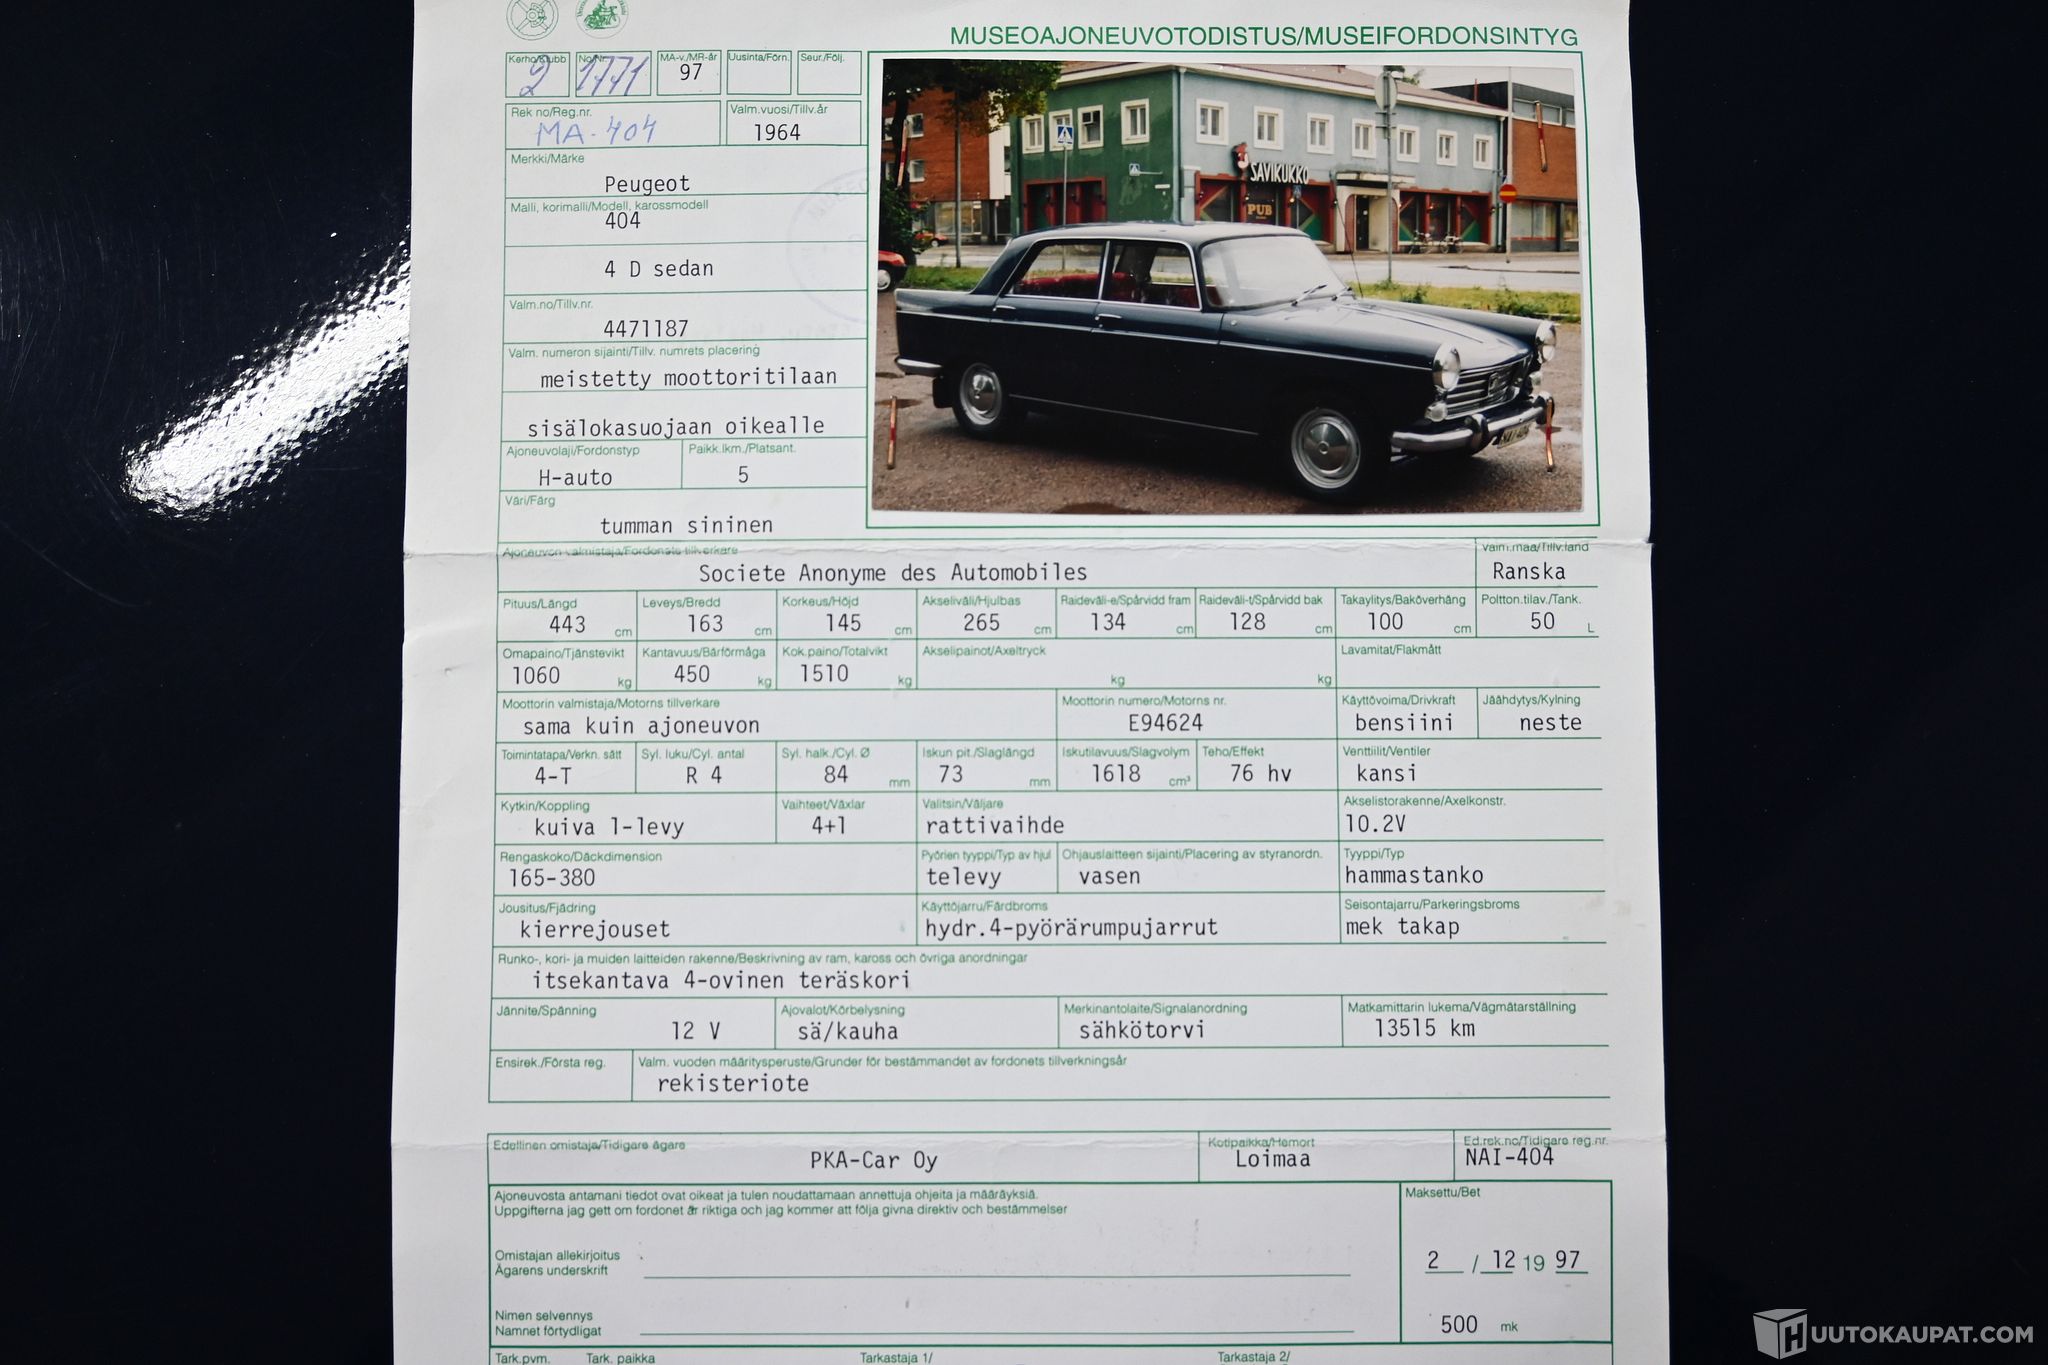 MUSEOAJONEUVOTODISTUS/MUSEIFORDONSINTYG
Kerho/Klubb
2
No/Nr.
1771
MA-v./MR-år
97
Uusinta/Förn.
Seur./Följ.
Rek no/Reg.nr.
MA-404
Valm.vuosi/Tillv.år
1964
Merkki/Märke
Peugeot
Malli, korimalli/Modell, karossmodell
404
4 D sedan
Valm.no/Tillv.nr.
4471187
Valm. numeron sijainti/Tillv. numrets placering
meistetty moottoritilaan
sisälokasuojaan oikealle
Ajoneuvolaji/Fordonstyp
H-auto
Paikk.lkm./Platsant.
5
Väri/Färg
tumman sininen
SAVIKUKKO
PUB
Ajoneuvon valmistaja/Fordonets tillverkare
Societe Anonyme des Automobiles
Valm.maa/Tillv.land
Ranska
Pituus/Längd
443 cm
Leveys/Bredd
163 cm
Korkeus/Höjd
145 cm
Akseliväli/Hjulbas
265 cm
Raideväli-e/Spårvidd fram
134 cm
Raideväli-t/Spårvidd bak
128 cm
Takaylitys/Baköverhäng
100 cm
Poltton.tilav./Tank.
50 L
Omapaino/Tjänstevikt
1060 kg
Kantavuus/Bärförmåga
450 kg
Kok.paino/Totalvikt
1510 kg
Akselipainot/Axeltryck
kg kg
Lavamitat/Flakmått
Moottorin valmistaja/Motorns tillverkare
sama kuin ajoneuvon
Moottorin numero/Motorns nr.
E94624
Käyttövoima/Drivkraft
bensiini
Jäähdytys/Kylning
neste
Toimintatapa/Verkn. sätt
4-T
Syl. luku/Cyl. antal
R 4
Syl. halk./Cyl. Ø
84 mm
Iskun pit./Slaglängd
73 mm
Iskutilavuus/Slagvolym
1618 cm³
Teho/Effekt
76 hv
Venttiilit/Ventiler
kansi
Kytkin/Koppling
kuiva 1-levy
Vaihteet/Växlar
4+1
Valitsin/Väljare
rattivaihde
Akselistorakenne/Axelkonstr.
10.2V
Rengaskoko/Däckdimension
165-380
Pyörien tyyppi/Typ av hjul
televy
Ohjauslaitteen sijainti/Placering av styranordn.
vasen
Tyyppi/Typ
hammastanko
Jousitus/Fjädring
kierrejouset
Käyttöjarru/Färdbroms
hydr.4-pyörärumpujarrut
Seisontajarru/Parkeringsbroms
mek takap
Runko-, kori- ja muiden laitteiden rakenne/Beskrivning av ram, kaross och övriga anordningar
itsekantava 4-ovinen teräskori
Jännite/Spänning
12 V
Ajovalot/Körbelysning
sä/kauha
Merkinantolaite/Signalanordning
sähkötorvi
Matkamittarin lukema/Vägmätarställning
13515 km
Ensirek./Första reg.
Valm. vuoden määritysperuste/Grunder för bestämmandet av fordonets tillverkningsår
rekisteriote
Edellinen omistaja/Tidigare ägare
PKA-Car Oy
Kotipaikka/Hemort
Loimaa
Ed.rek.no/Tidigare reg.nr.
NAI-404
Ajoneuvosta antamani tiedot ovat oikeat ja tulen noudattamaan annettuja ohjeita ja määräyksiä.
Uppgifterna jag gett om fordonet är riktiga och jag kommer att följa givna direktiv och bestämmelser
Maksettu/Bet
Omistajan allekirjoitus
Ägarens underskrift
2 / 12 19 97
Nimen selvennys
Namnet förtydligat
500 mk
Tark.pvm.
Tark. paikka
Tarkastaja 1/
Tarkastaja 2/
HUUTOKAUPAT.COM